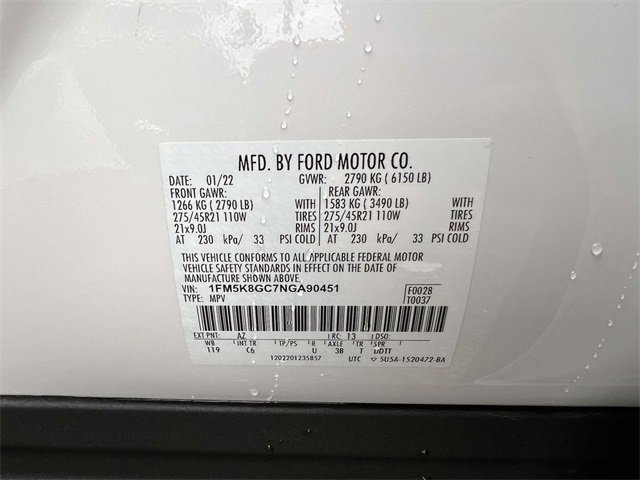 MFD. BY FORD MOTOR CO.
DATE: 01/22 GVWR: 2790 KG ( 6150 LB)
FRONT GAWR: REAR GAWR:
1266 KG ( 2790 LB) WITH 1583 KG ( 3490 LB) WITH
275/45R21 110W TIRES 275/45R21 110W TIRES
21x9.0J RIMS 21x9.0J RIMS
AT 230 kPa/ 33 PSI COLD AT 230 kPa/ 33 PSI COLD
THIS VEHICLE CONFORMS TO ALL APPLICABLE FEDERAL MOTOR
VEHICLE SAFETY STANDARDS IN EFFECT ON THE DATE OF
MANUFACTURE SHOWN ABOVE.
VIN: 1FM5K8GC7NGA90451 F0028
TYPE: MPV T0037
EXT PNT: AZ RC: 13 DSO:
WB INT TR TP/PS R AXLE TR SPR
119 C6 U 3B T uDTT
1202201235857 UTC ▽ 5U5A-1520472-BA